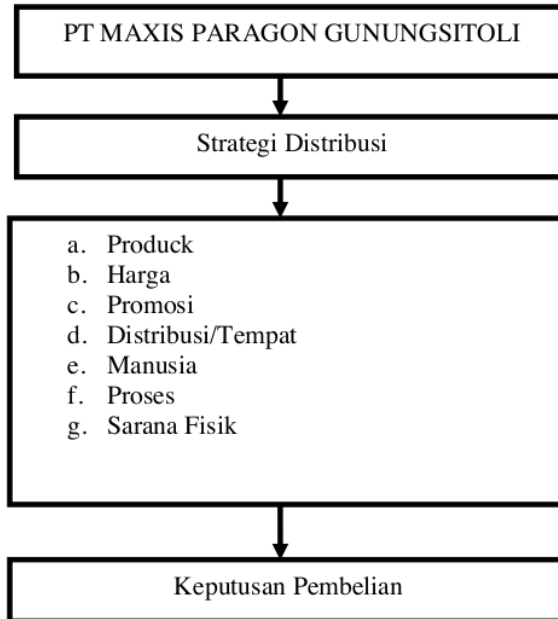 PT MAXIS PARAGON GUNUNGSITOLI
Strategi Distribusi
a. Produck
b. Harga
c. Promosi
d. Distribusi/Tempat
e. Manusia
f. Proses
g. Sarana Fisik
Keputusan Pembelian